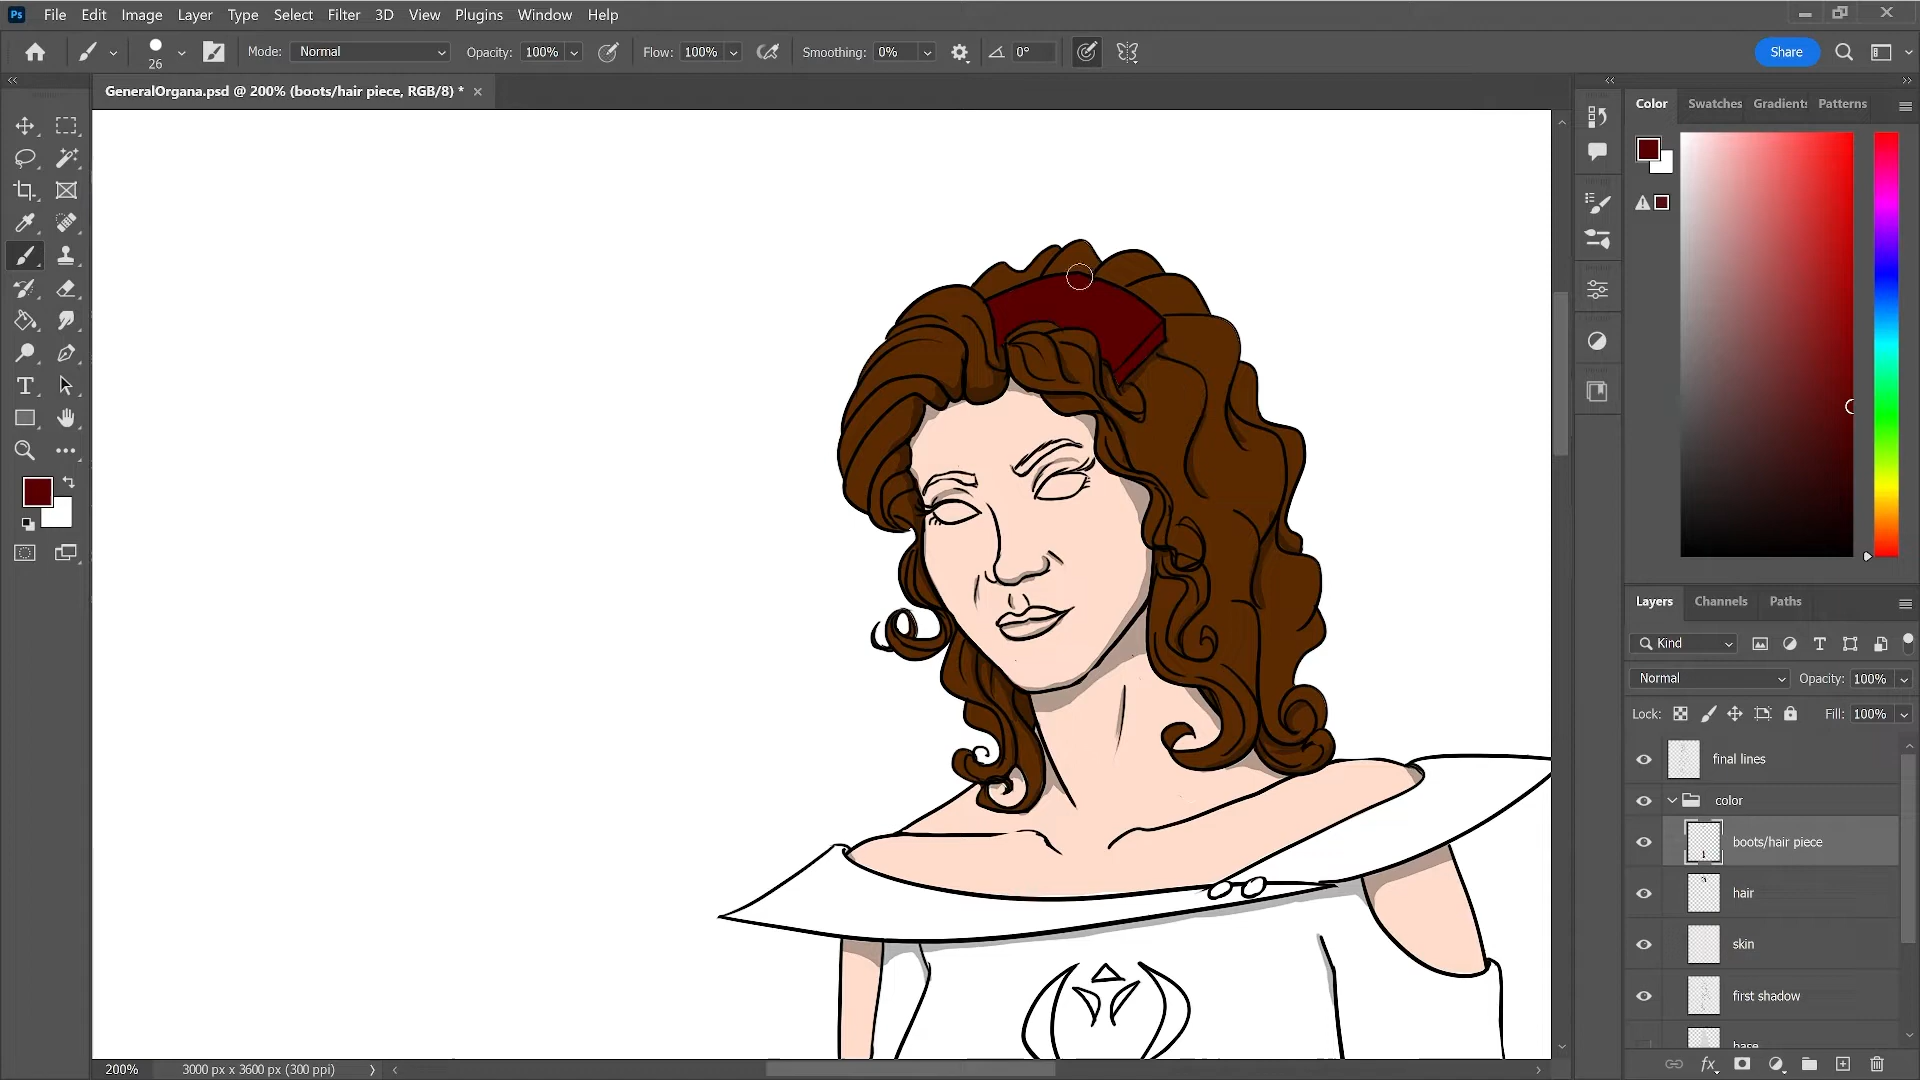 Ps File Edit Image Layer Type Select Filter 3D View Plugins Window Help
26 Mode: Normal Opacity: 100% Flow: 100% Smoothing: 0% 0° Share
GeneralOrgana.psd @ 200% (boots/hair piece, RGB/8) *
Color Swatches Gradients Patterns
Layers Channels Paths
Kind
Normal Opacity: 100%
Lock: Fill: 100%
final lines
color
boots/hair piece
hair
skin
first shadow
200% 3000 px x 3600 px (300 ppi)